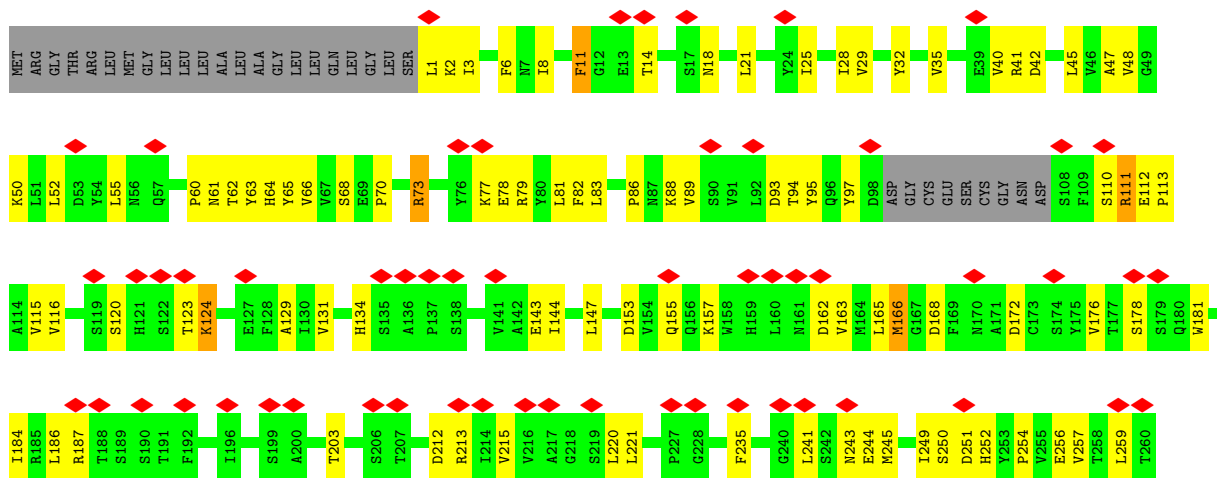 MET ARG GLY THR ARG LEU MET GLY LEU LEU LEU ALA LEU ALA GLY LEU LEU GLN LEU GLY LEU SER L1 K2 I3 F6 N7 I8 F11 G12 E13 T14 S17 N18 L21 Y24 I25 I28 V29 Y32 V35 E39 V40 R41 D42 L45 V46 A47 V48 G49
K50 L51 L52 D53 Y54 L55 N56 Q57 P60 N61 T62 Y63 H64 Y65 V66 V67 S68 E69 P70 R73 Y76 K77 E78 R79 Y80 L81 F82 L83 P86 N87 K88 V89 S90 V91 L92 D93 T94 Y95 Q96 Y97 D98 ASP GLY CYS GLU SER CYS GLY ASN ASP S108 F109 S110 R111 E112 P113
A114 V115 V116 S119 S120 H121 S122 T123 K124 E127 F128 A129 I130 V131 H134 S135 A136 P137 S138 V141 A142 E143 I144 L147 D153 V154 Q155 Q156 K157 W158 H159 L160 N161 D162 V163 M164 L165 M166 G167 D168 F169 N170 A171 D172 C173 S174 Y175 V176 T177 S178 S179 Q180 W181
I184 R185 L186 R187 T188 S189 S190 T191 F192 I196 S199 A200 T203 S206 T207 D212 R213 I214 V215 V216 A217 G218 S219 L220 L221 P227 G228 F235 G240 L241 S242 N243 E244 M245 I249 S250 D251 H252 Y253 P254 V255 E256 V257 T258 L259 T260